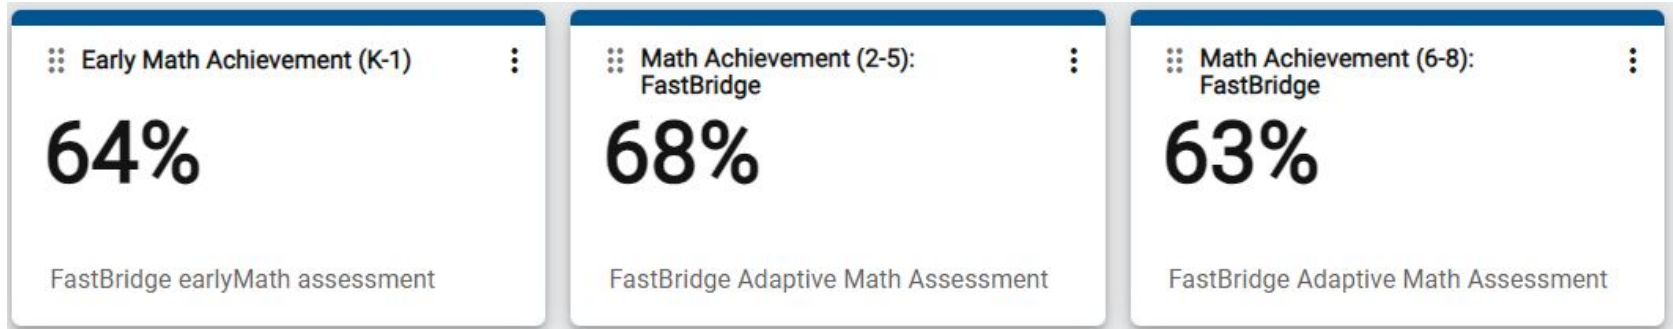 Early Math Achievement (K-1)
64%
FastBridge earlyMath assessment
Math Achievement (2-5):
FastBridge
68%
FastBridge Adaptive Math Assessment
Math Achievement (6-8):
FastBridge
63%
FastBridge Adaptive Math Assessment